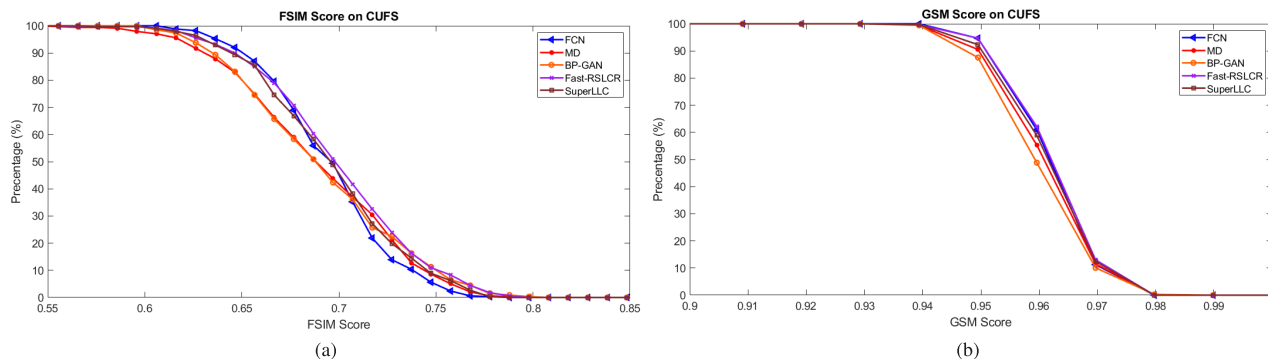 FSIM Score on CUFS
100
90
80
70
60
50
40
30
20
10
0
Precentage (%)
0.55
0.6
0.65
0.7
0.75
0.8
0.85
FSIM Score
FCN
MD
BP-GAN
Fast-RSLCR
SuperLLC
(a)
GSM Score on CUFS
100
90
80
70
60
50
40
30
20
10
0
Precentage (%)
0.9
0.91
0.92
0.93
0.94
0.95
0.96
0.97
0.98
0.99
GSM Score
FCN
MD
BP-GAN
Fast-RSLCR
SuperLLC
(b)